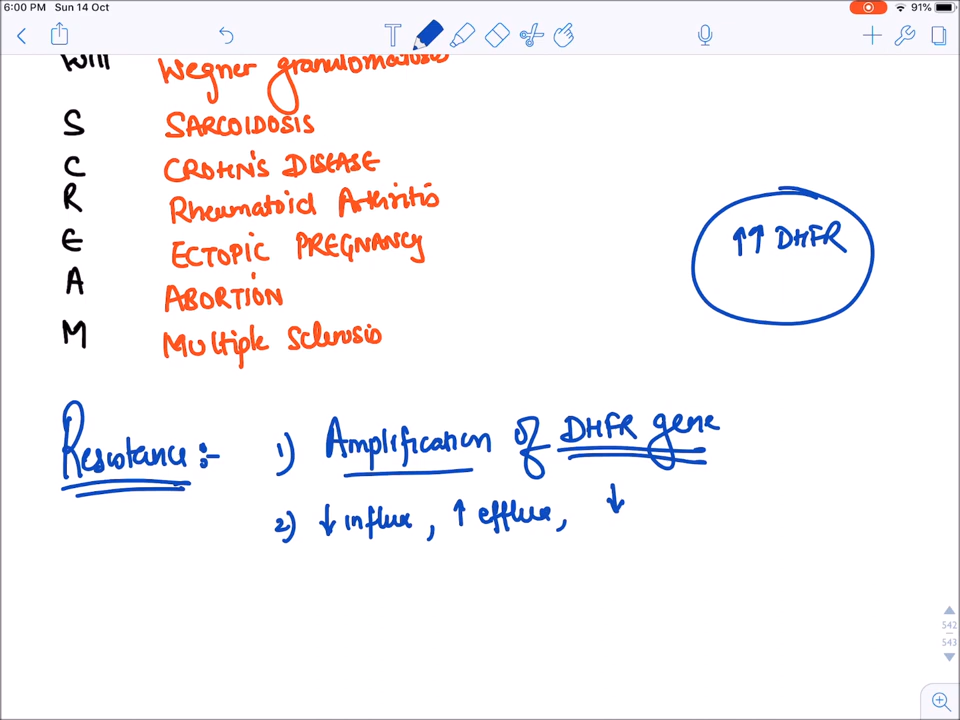 6:00 PM Sun 14 Oct 91%
Will Wegner granulomatosis
S SARCOIDOSIS
C CROHN'S DISEASE
R Rheumatoid Arthritis
E ECTOPIC PREGNANCY
A ABORTION
M Multiple Sclerosis
↑↑ DHFR
Resistance:- 1) Amplification of DHFR gene
2) ↓ influx, ↑ efflux, ↓
542
543